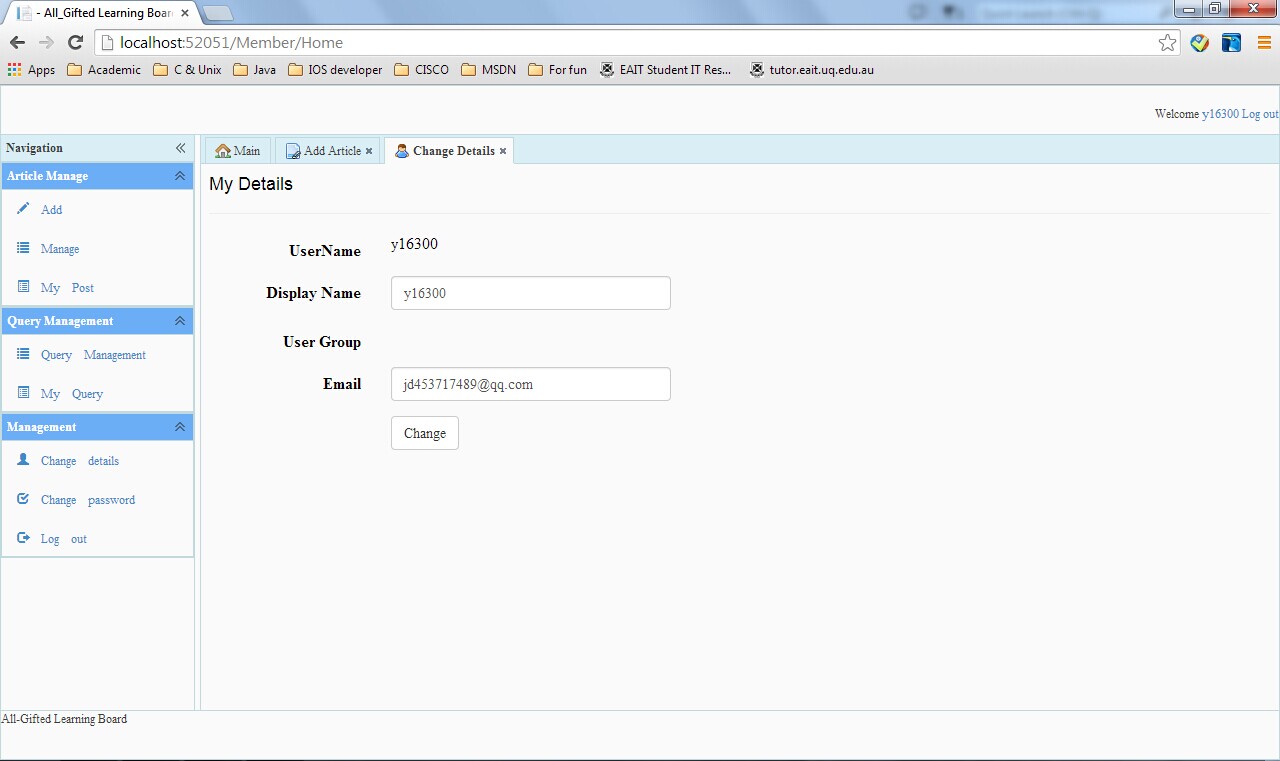 - All_Gifted Learning Boar
localhost:52051/Member/Home
Apps Academic C & Unix Java IOS developer CISCO MSDN For fun EAIT Student IT Res... tutor.eait.uq.edu.au
Welcome y16300 Log out
Navigation
Main Add Article Change Details
Article Manage
Add
Manage
My Post
Query Management
Query Management
My Query
Management
Change details
Change password
Log out
My Details
UserName y16300
Display Name y16300
User Group
Email jd453717489@qq.com
Change
All-Gifted Learning Board